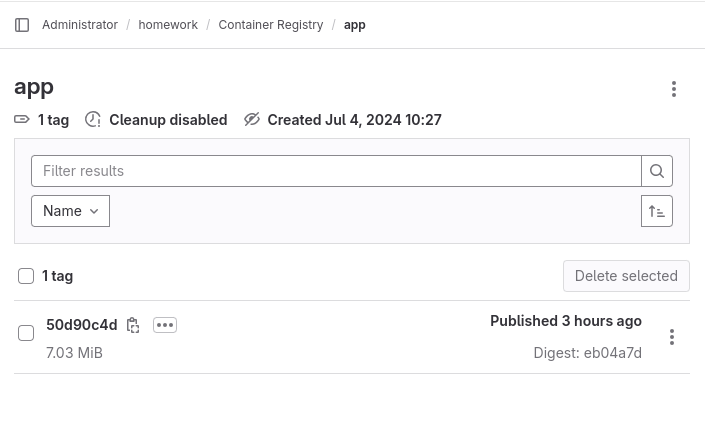 Administrator / homework / Container Registry / app
app
1 tag Cleanup disabled Created Jul 4, 2024 10:27
Filter results
Name
1 tag Delete selected
50d90c4d Published 3 hours ago
7.03 MiB Digest: eb04a7d